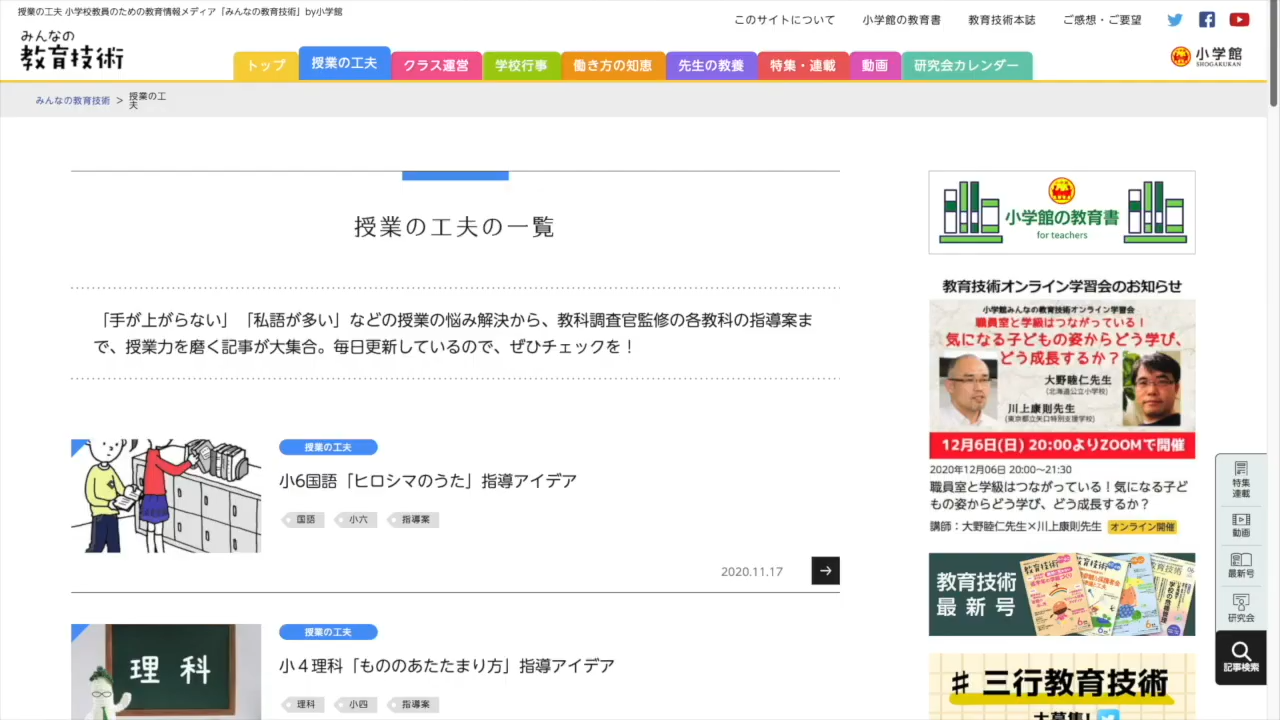 授業の工夫 小学校教員のための教育情報メディア「みんなの教育技術」by小学館
このサイトについて
小学館の教育書
教育技術本誌
ご感想・ご要望
みんなの
教育技術
トップ
授業の工夫
クラス運営
学校行事
働き方の知恵
先生の教養
特集・連載
動画
研究会カレンダー
小学館
SHOGAKUKAN
みんなの教育技術 > 授業の工
夫
授業の工夫の一覧
「手が上がらない」「私語が多い」などの授業の悩み解決から、教科調査官監修の各教科の指導案ま
で、授業力を磨く記事が大集合。毎日更新しているので、ぜひチェックを！
授業の工夫
小6国語「ヒロシマのうた」指導アイデア
国語
小六
指導案
2020.11.17
理科
授業の工夫
小４理科「もののあたたまり方」指導アイデア
理科
小四
指導案
小学館の教育書
for teachers
教育技術オンライン学習会のお知らせ
小学館みんなの教育技術オンライン学習会
職員室と学級はつながっている！
気になる子どもの姿からどう学び、
どう成長するか？
大野睦仁先生
(北海道公立小学校)
川上康則先生
(東京都立矢口特別支援学校)
12月6日(日) 20:00よりZOOMで開催
2020年12月06日 20:00〜21:30
職員室と学級はつながっている！気になる子ど
もの姿からどう学び、どう成長するか？
講師：大野睦仁先生×川上康則先生 オンライン開催
教育技術
最新号
# 三行教育技術
大募集!
特集
連載
動画
最新号
研究会
記事検索